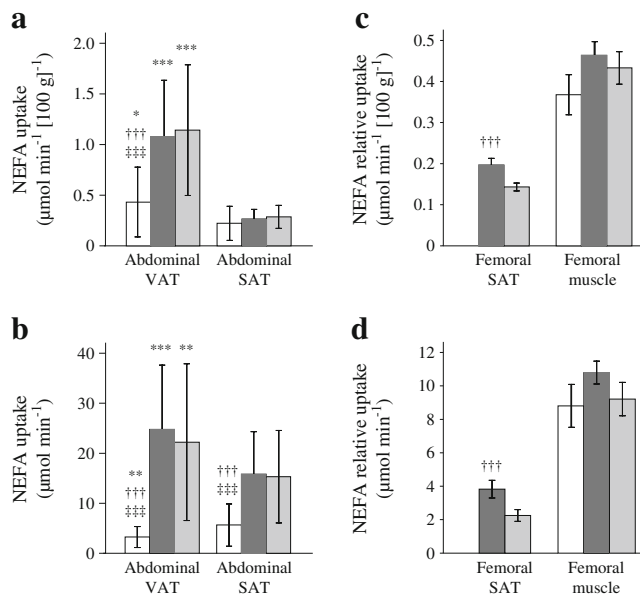 a
NEFA uptake
(µmol min⁻¹ [100 g]⁻¹)
2.0
1.5
1.0
0.5
0
*
†††
‡‡‡
***
***
Abdominal
VAT
Abdominal
SAT
c
NEFA relative uptake
(µmol min⁻¹ [100 g]⁻¹)
0.5
0.4
0.3
0.2
0.1
0
†††
Femoral
SAT
Femoral
muscle
b
NEFA uptake
(µmol min⁻¹)
40
30
20
10
0
**
†††
‡‡‡
***
**
†††
‡‡‡
Abdominal
VAT
Abdominal
SAT
d
NEFA relative uptake
(µmol min⁻¹)
12
10
8
6
4
2
0
†††
Femoral
SAT
Femoral
muscle